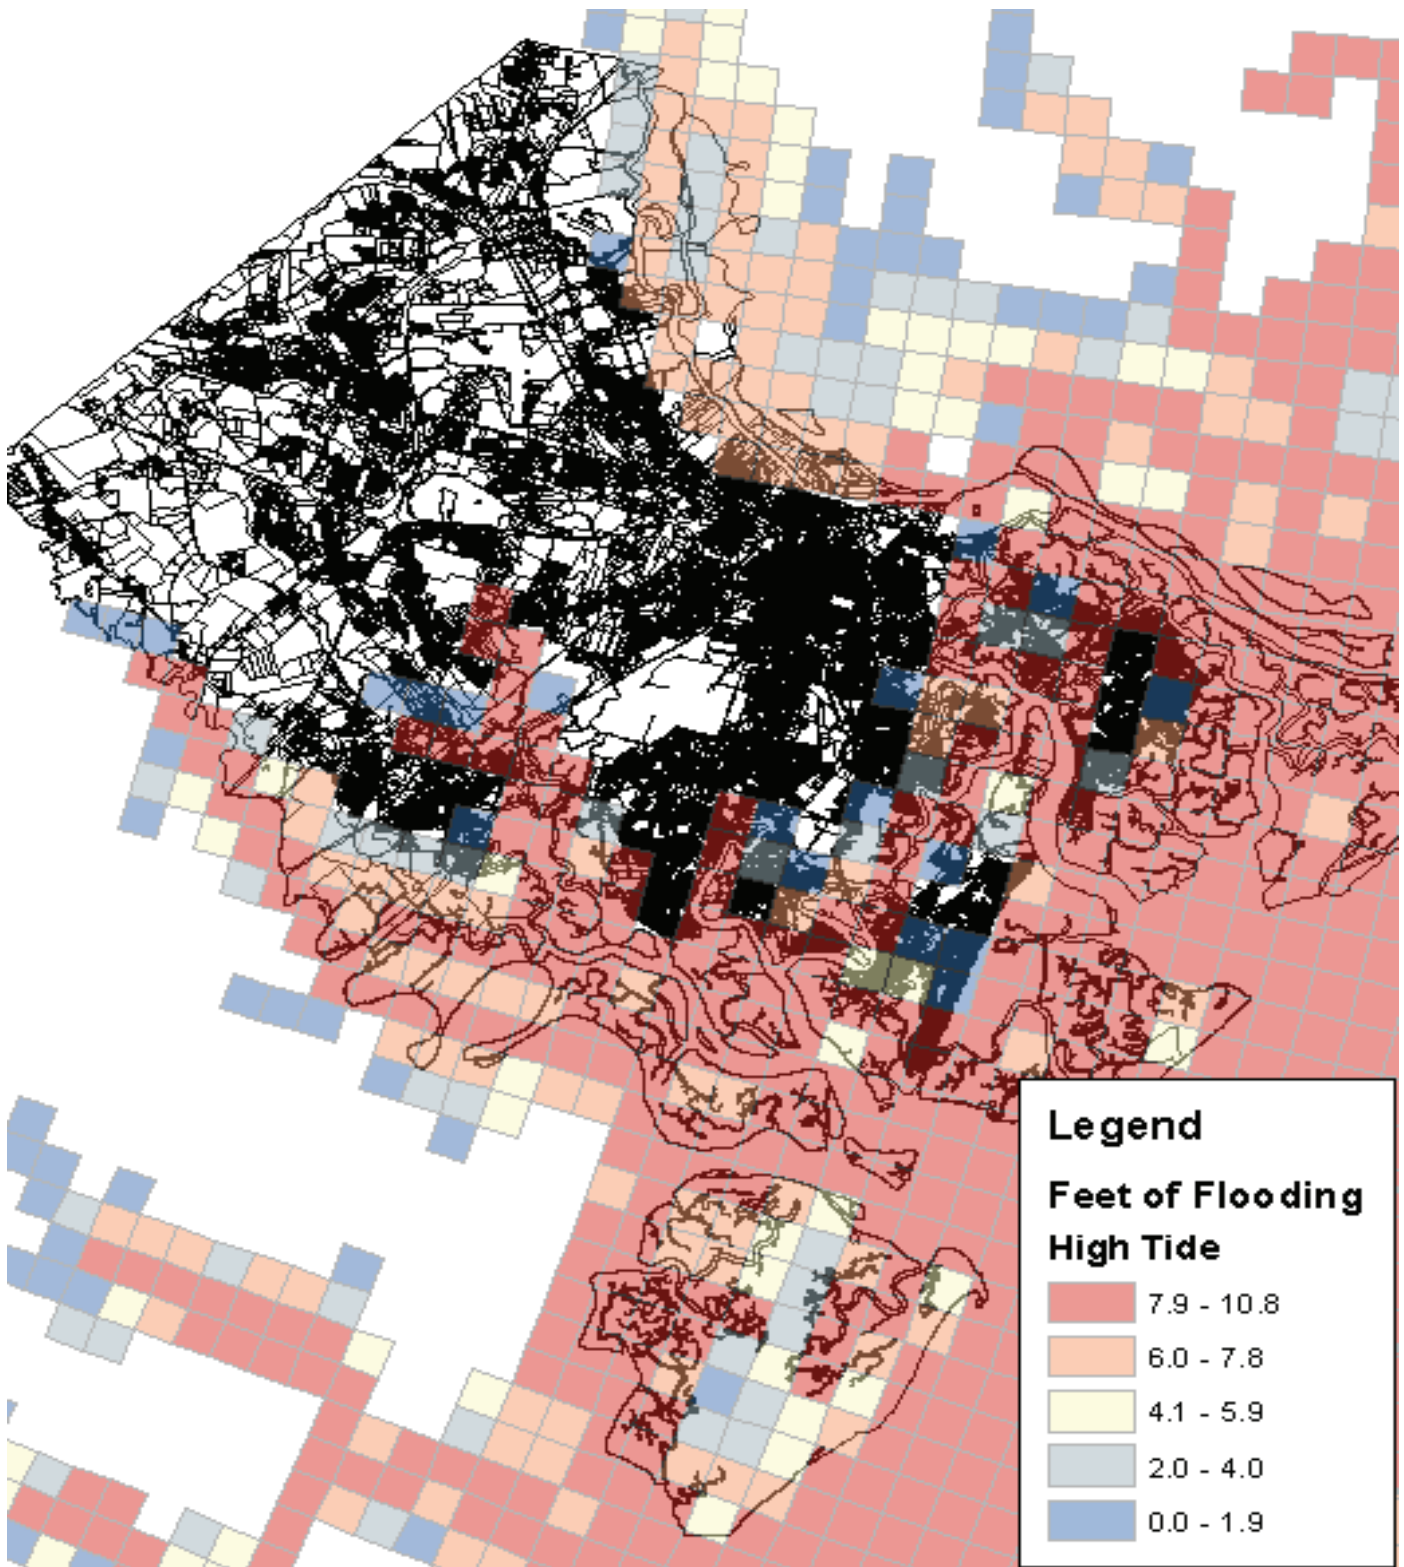 Legend
Feet of Flooding
High Tide
7.9 - 10.8
6.0 - 7.8
4.1 - 5.9
2.0 - 4.0
0.0 - 1.9